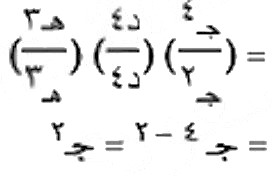 = (جـ٤/جـ٢) (د٤/د٤) (هـ٣/هـ٣)
= جـ٤ − ٢ = جـ٢